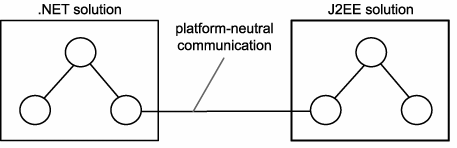 .NET solution
platform-neutral
communication
J2EE solution